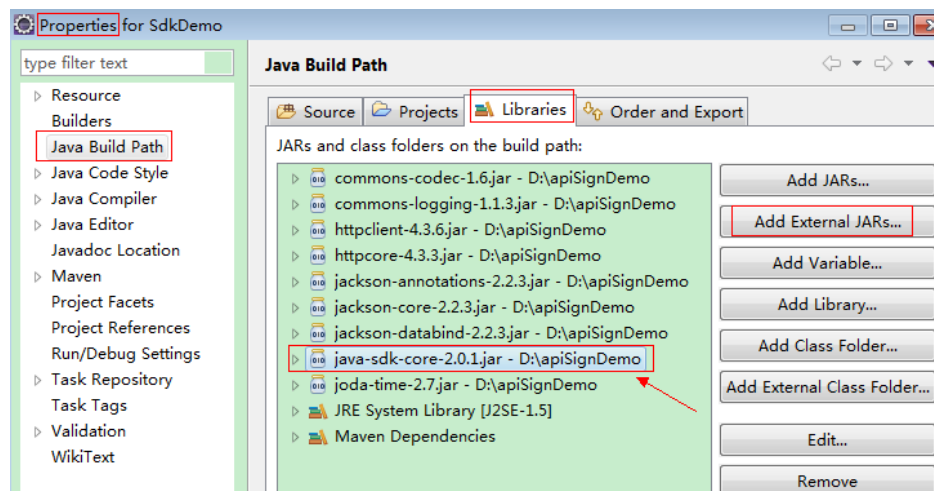 Properties for SdkDemo
type filter text
Resource
Builders
Java Build Path
Java Code Style
Java Compiler
Java Editor
Javadoc Location
Maven
Project Facets
Project References
Run/Debug Settings
Task Repository
Task Tags
Validation
WikiText
Java Build Path
Source Projects Libraries Order and Export
JARs and class folders on the build path:
commons-codec-1.6.jar - D:\apiSignDemo
commons-logging-1.1.3.jar - D:\apiSignDemo
httpclient-4.3.6.jar - D:\apiSignDemo
httpcore-4.3.3.jar - D:\apiSignDemo
jackson-annotations-2.2.3.jar - D:\apiSignDemo
jackson-core-2.2.3.jar - D:\apiSignDemo
jackson-databind-2.2.3.jar - D:\apiSignDemo
java-sdk-core-2.0.1.jar - D:\apiSignDemo
joda-time-2.7.jar - D:\apiSignDemo
JRE System Library [J2SE-1.5]
Maven Dependencies
Add JARs...
Add External JARs...
Add Variable...
Add Library...
Add Class Folder...
Add External Class Folder...
Edit...
Remove